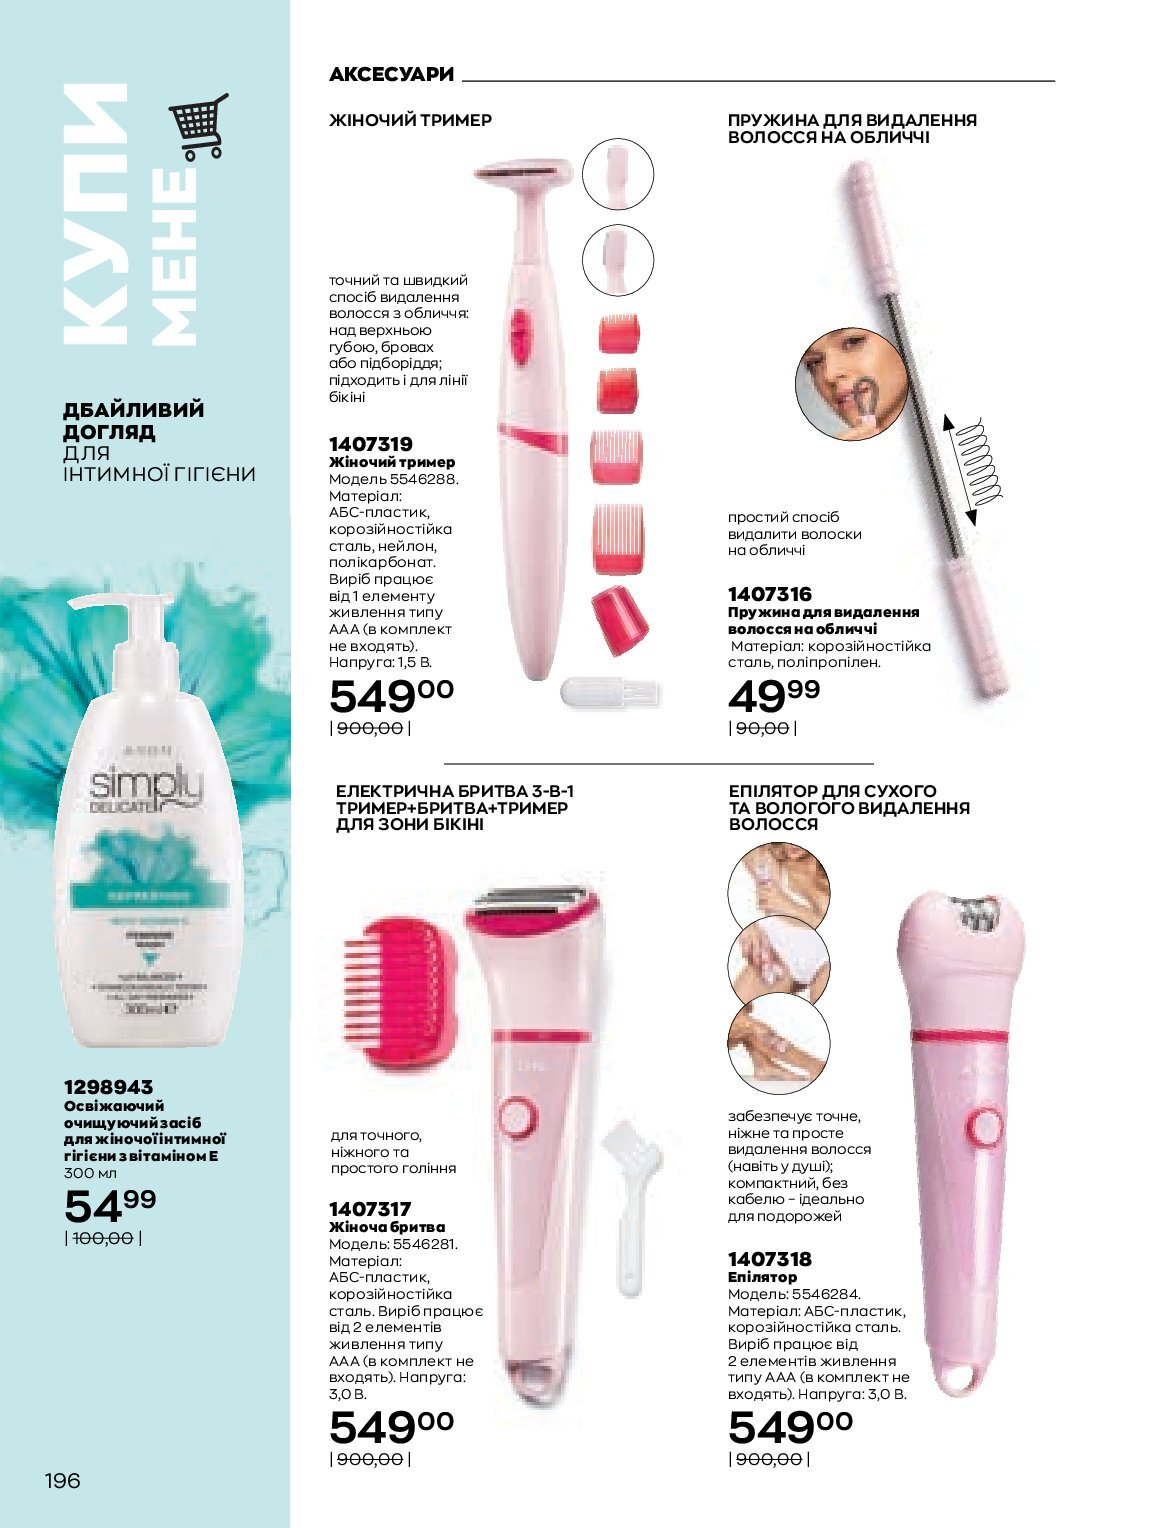 КУПИ
МЕНЕ
ДБАЙЛИВИЙ
ДОГЛЯД
ДЛЯ
ІНТИМНОЇ ГІГІЄНИ
AVON
simply
DELICATE
300ml e
1298943
Освіжаючий
очищуючий засіб
для жіночої інтимної
гігієни з вітаміном Е
300 мл
54 99
| 100,00 |
196
АКСЕСУАРИ
ЖІНОЧИЙ ТРИМЕР
точний та швидкий
спосіб видалення
волосся з обличчя:
над верхньою
губою, бровах
або підборіддя;
підходить і для лінії
бікіні
1407319
Жіночий тример
Модель 5546288.
Матеріал:
АБС-пластик,
корозійностійка
сталь, нейлон,
полікарбонат.
Виріб працює
від 1 елементу
живлення типу
ААА (в комплект
не входять).
Напруга: 1,5 В.
549 00
| 900,00 |
ПРУЖИНА ДЛЯ ВИДАЛЕННЯ
ВОЛОССЯ НА ОБЛИЧЧІ
простий спосіб
видалити волоски
на обличчі
1407316
Пружина для видалення
волосся на обличчі
Матеріал: корозійностійка
сталь, поліпропілен.
49 99
| 90,00 |
ЕЛЕКТРИЧНА БРИТВА 3-В-1
ТРИМЕР+БРИТВА+ТРИМЕР
ДЛЯ ЗОНИ БІКІНІ
для точного,
ніжного та
простого гоління
1407317
Жіноча бритва
Модель: 5546281.
Матеріал:
АБС-пластик,
корозійностійка
сталь. Виріб працює
від 2 елементів
живлення типу
ААА (в комплект не
входять). Напруга:
3,0 В.
549 00
| 900,00 |
ЕПІЛЯТОР ДЛЯ СУХОГО
ТА ВОЛОГОГО ВИДАЛЕННЯ
ВОЛОССЯ
забезпечує точне,
ніжне та просте
видалення волосся
(навіть у душі);
компактний, без
кабелю – ідеально
для подорожей
1407318
Епілятор
Модель: 5546284.
Матеріал: АБС-пластик,
корозійностійка сталь.
Виріб працює від
2 елементів живлення
типу ААА (в комплект не
входять). Напруга: 3,0 В.
549 00
| 900,00 |